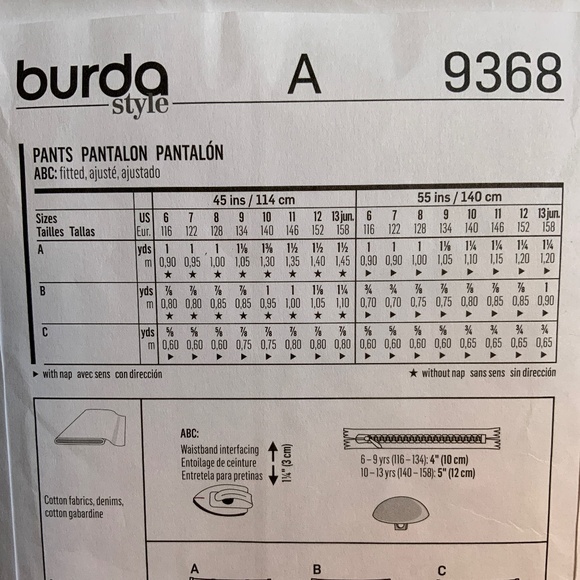 burda style A 9368
PANTS PANTALON PANTALÓN
ABC: fitted, ajusté, ajustado
45 ins / 114 cm 55 ins / 140 cm
Sizes US 6 7 8 9 10 11 12 13 jun. 6 7 8 9 10 11 12 13 jun.
Tailles Tallas Eur. 116 122 128 134 140 146 152 158 116 122 128 134 140 146 152 158
A yds 1 1 1 1⅛ 1⅜ 1½ 1½ 1½ 1 1 1 1⅛ 1¼ 1¼ 1¼ 1¼
m 0,90 0,95 1,00 1,05 1,30 1,35 1,40 1,45 0,90 0,90 1,00 1,05 1,10 1,15 1,20 1,20
★ ★ ★ ★ ★ ★ ★ ★ ▶ ▶ ▶ ▶ ▶ ▶ ▶ ▶
B yds ⅞ ⅞ ⅞ ⅞ 1 1 1⅛ 1¼ ¾ ¾ ⅞ ⅞ ⅞ ⅞ ⅞ 1
m 0,80 0,80 0,85 0,85 0,95 1,00 1,05 1,10 0,70 0,70 0,75 0,75 0,80 0,85 0,85 0,90
★ ★ ★ ★ ★ ★ ★ ★ ▶ ▶ ▶ ▶ ▶ ▶ ▶ ▶
C yds ⅝ ⅝ ⅝ ⅞ ⅞ ⅞ ⅞ ⅞ ⅝ ⅝ ⅝ ⅝ ¾ ¾ ¾ ¾
m 0,60 0,60 0,60 0,75 0,75 0,80 0,80 0,80 0,60 0,60 0,60 0,60 0,65 0,65 0,65 0,65
▶ ▶ ▶ ▶ ▶ ▶ ▶ ▶ ▶ ▶ ▶ ▶ ▶ ▶ ▶ ▶
▶ with nap avec sens con dirección ★ without nap sans sens sin dirección
ABC:
Waistband interfacing
Entoilage de ceinture
Entretela para pretinas
1¼" (3 cm)
6 – 9 yrs (116 – 134): 4" (10 cm)
10 – 13 yrs (140 – 158): 5" (12 cm)
Cotton fabrics, denims,
cotton gabardine
A B C